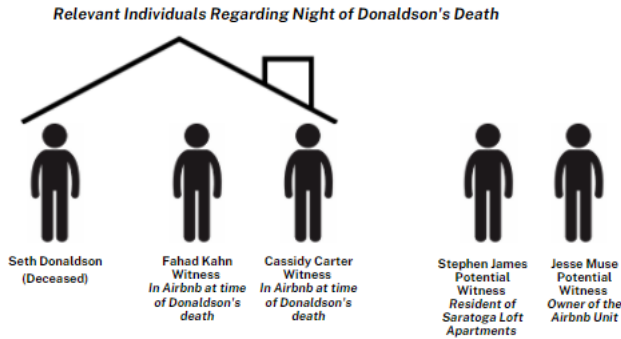 Relevant Individuals Regarding Night of Donaldson's Death
Seth Donaldson
(Deceased)
Fahad Kahn
Witness
In Airbnb at time
of Donaldson's
death
Cassidy Carter
Witness
In Airbnb at time
of Donaldson's
death
Stephen James
Potential
Witness
Resident of
Saratoga Loft
Apartments
Jesse Muse
Potential
Witness
Owner of the
Airbnb Unit